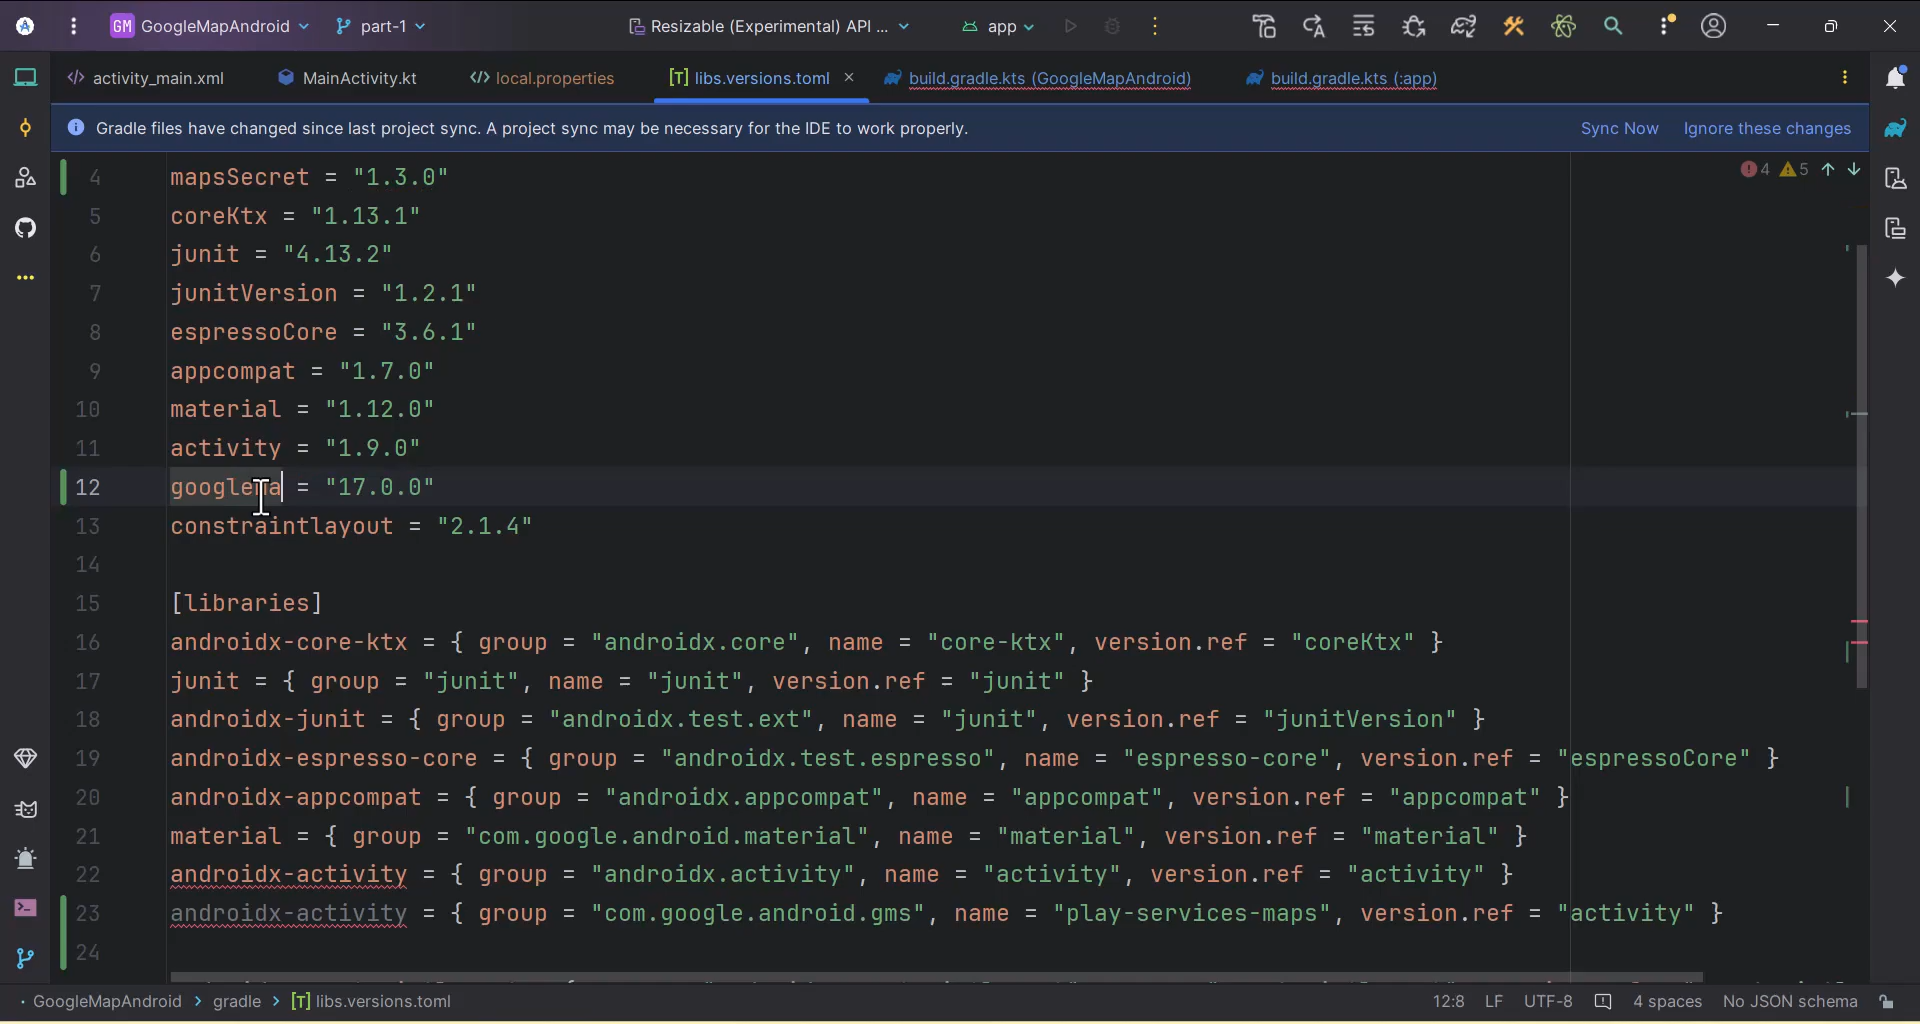 GM GoogleMapAndroid part-1 Resizable (Experimental) API ... app
activity_main.xml MainActivity.kt local.properties [T] libs.versions.toml build.gradle.kts (GoogleMapAndroid) build.gradle.kts (:app)
Gradle files have changed since last project sync. A project sync may be necessary for the IDE to work properly. Sync Now Ignore these changes
4 mapsSecret = "1.3.0" 4 5
5 coreKtx = "1.13.1"
6 junit = "4.13.2"
7 junitVersion = "1.2.1"
8 espressoCore = "3.6.1"
9 appcompat = "1.7.0"
10 material = "1.12.0"
11 activity = "1.9.0"
12 googlema = "17.0.0"
13 constraintlayout = "2.1.4"
14
15 [libraries]
16 androidx-core-ktx = { group = "androidx.core", name = "core-ktx", version.ref = "coreKtx" }
17 junit = { group = "junit", name = "junit", version.ref = "junit" }
18 androidx-junit = { group = "androidx.test.ext", name = "junit", version.ref = "junitVersion" }
19 androidx-espresso-core = { group = "androidx.test.espresso", name = "espresso-core", version.ref = "espressoCore" }
20 androidx-appcompat = { group = "androidx.appcompat", name = "appcompat", version.ref = "appcompat" }
21 material = { group = "com.google.android.material", name = "material", version.ref = "material" }
22 androidx-activity = { group = "androidx.activity", name = "activity", version.ref = "activity" }
23 androidx-activity = { group = "com.google.android.gms", name = "play-services-maps", version.ref = "activity" }
24
GoogleMapAndroid > gradle > [T] libs.versions.toml 12:8 LF UTF-8 4 spaces No JSON schema